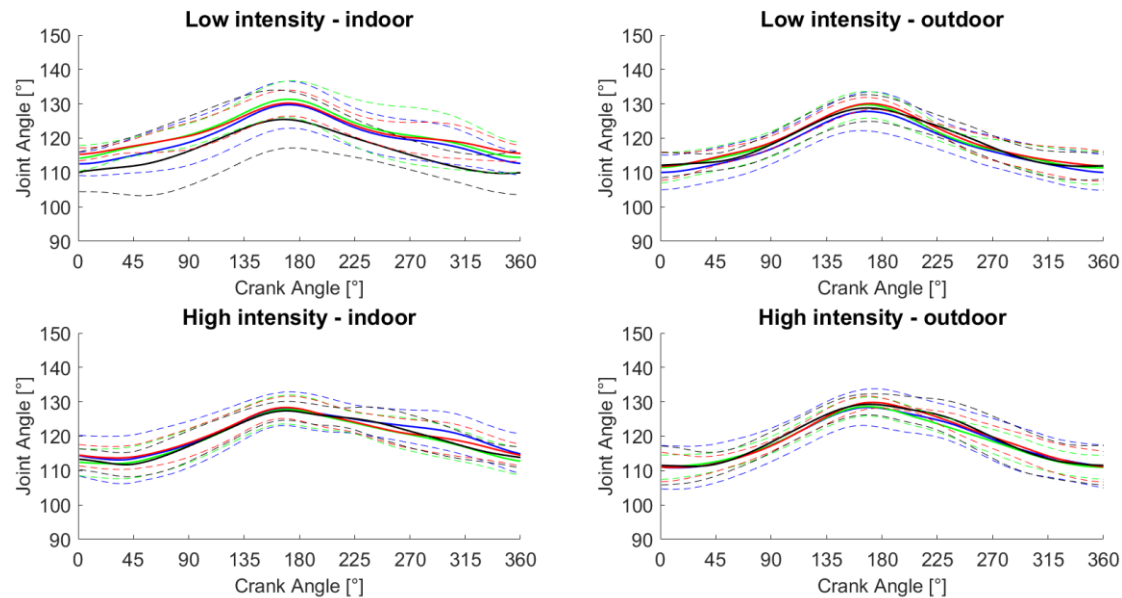 Low intensity - indoor
Joint Angle [°]
150
140
130
120
110
100
90
0 45 90 135 180 225 270 315 360
Crank Angle [°]
Low intensity - outdoor
Joint Angle [°]
150
140
130
120
110
100
90
0 45 90 135 180 225 270 315 360
Crank Angle [°]
High intensity - indoor
Joint Angle [°]
150
140
130
120
110
100
90
0 45 90 135 180 225 270 315 360
Crank Angle [°]
High intensity - outdoor
Joint Angle [°]
150
140
130
120
110
100
90
0 45 90 135 180 225 270 315 360
Crank Angle [°]